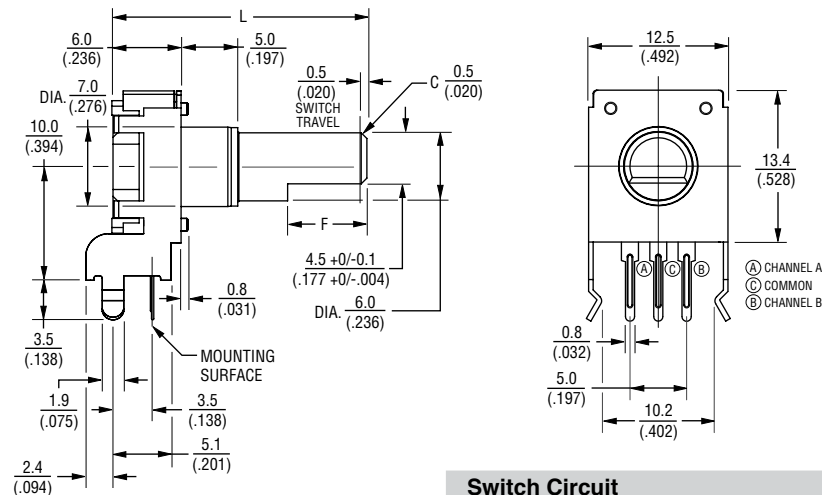 L
6.0
(.236)
5.0
(.197)
DIA. 7.0
(.276)
0.5
(.020)
SWITCH
TRAVEL
C 0.5
(.020)
10.0
(.394)
F
4.5 +0/-0.1
(.177 +0/-.004)
DIA. 6.0
(.236)
0.8
(.031)
3.5
(.138)
MOUNTING
SURFACE
1.9
(.075)
3.5
(.138)
5.1
(.201)
2.4
(.094)
12.5
(.492)
13.4
(.528)
A C B
A CHANNEL A
C COMMON
B CHANNEL B
0.8
(.032)
5.0
(.197)
10.2
(.402)
Switch Circuit